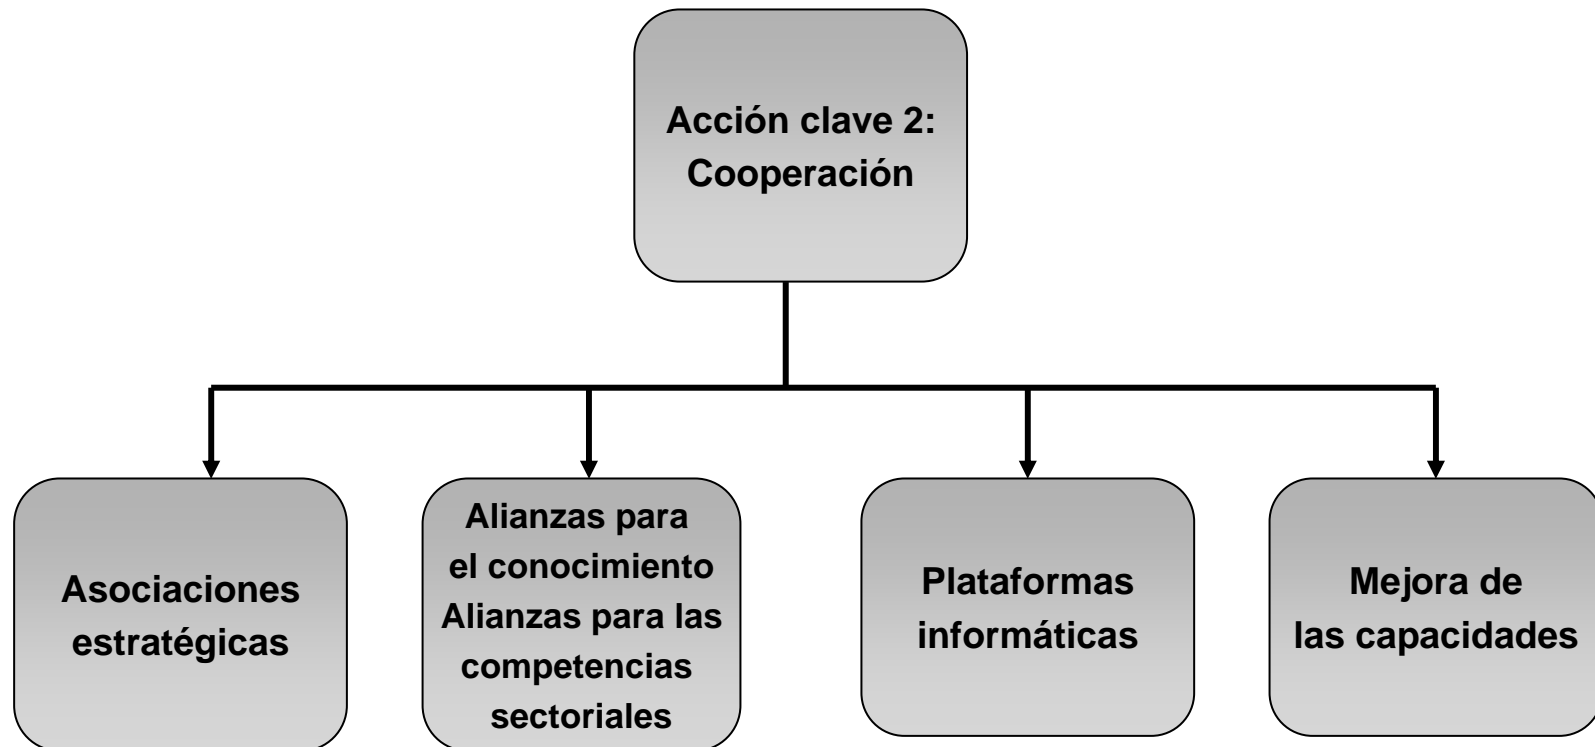 Acción clave 2:
Cooperación
Asociaciones
estratégicas
Alianzas para
el conocimiento
Alianzas para las
competencias
sectoriales
Plataformas
informáticas
Mejora de
las capacidades